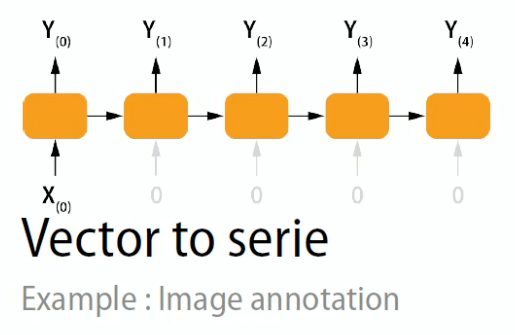 Y(0) Y(1) Y(2) Y(3) Y(4)
X(0) 0 0 0 0
Vector to serie
Example : Image annotation